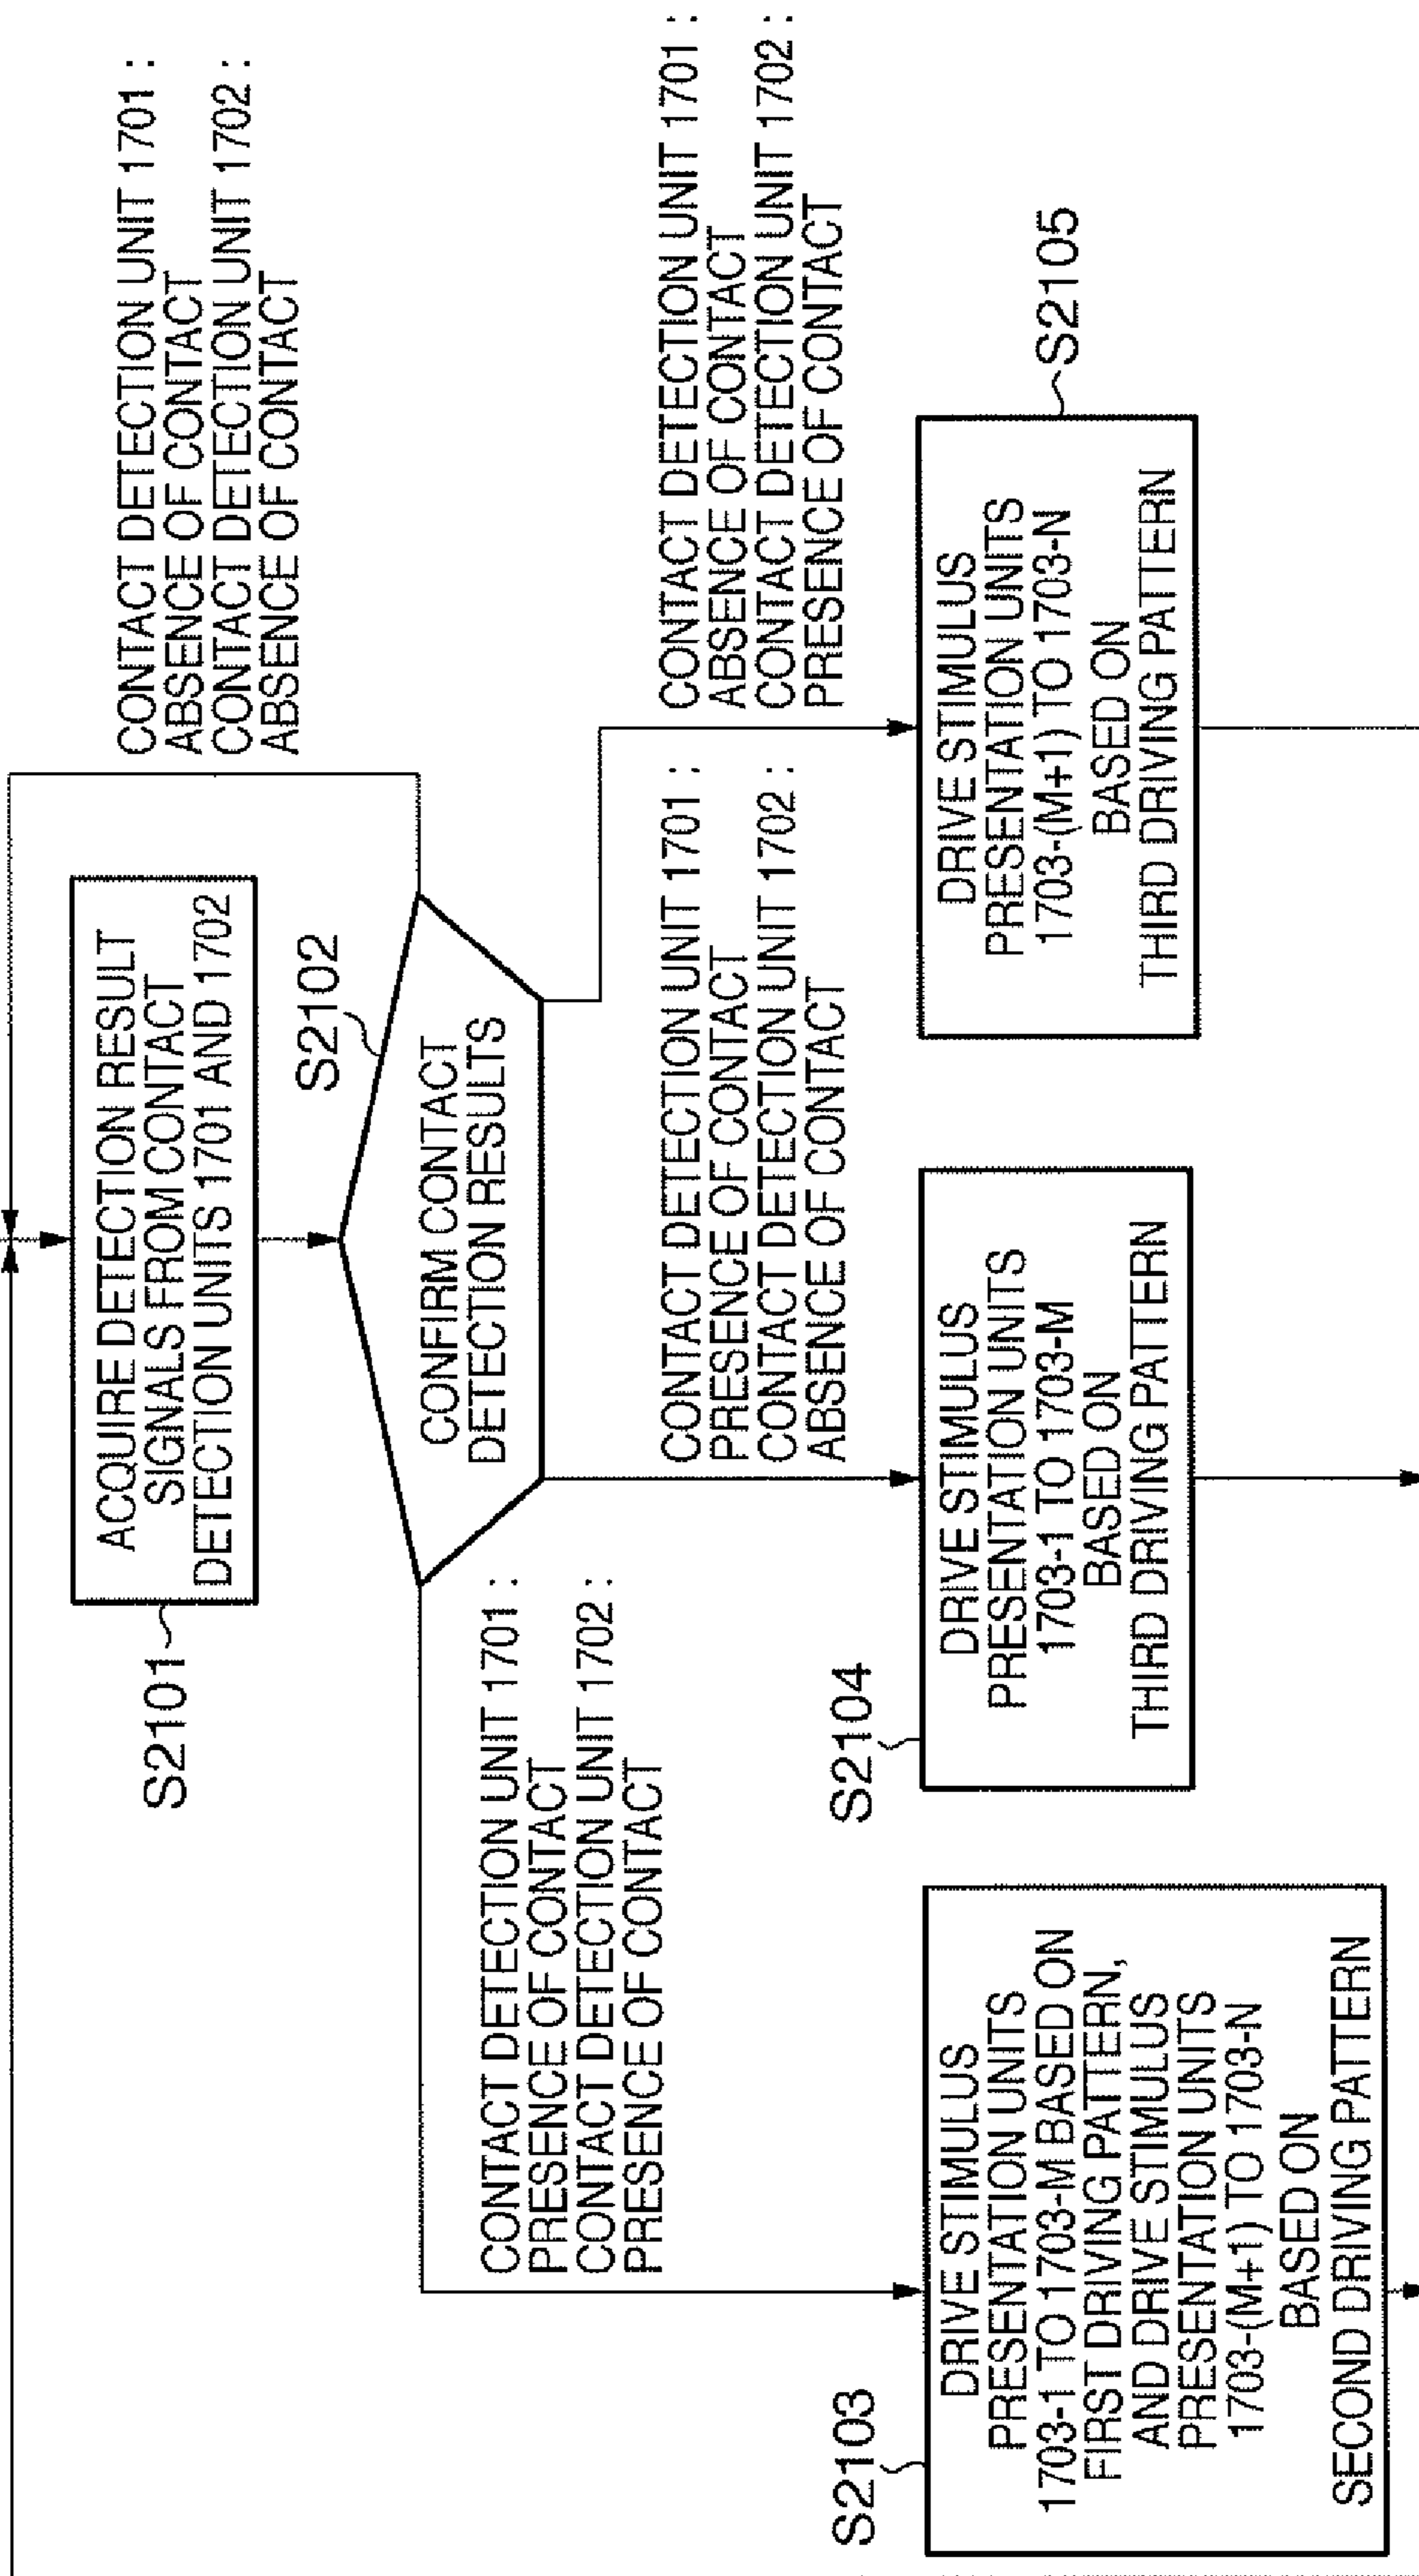 S2101
ACQUIRE DETECTION RESULT
SIGNALS FROM CONTACT
DETECTION UNITS 1701 AND 1702
CONTACT DETECTION UNIT 1701 :
ABSENCE OF CONTACT
CONTACT DETECTION UNIT 1702 :
ABSENCE OF CONTACT
S2102
CONFIRM CONTACT
DETECTION RESULTS
CONTACT DETECTION UNIT 1701 :
PRESENCE OF CONTACT
CONTACT DETECTION UNIT 1702 :
PRESENCE OF CONTACT
CONTACT DETECTION UNIT 1701 :
PRESENCE OF CONTACT
CONTACT DETECTION UNIT 1702 :
ABSENCE OF CONTACT
CONTACT DETECTION UNIT 1701 :
ABSENCE OF CONTACT
CONTACT DETECTION UNIT 1702 :
PRESENCE OF CONTACT
S2103
DRIVE STIMULUS
PRESENTATION UNITS
1703-1 TO 1703-M BASED ON
FIRST DRIVING PATTERN,
AND DRIVE STIMULUS
PRESENTATION UNITS
1703-(M+1) TO 1703-N
BASED ON
SECOND DRIVING PATTERN
S2104
DRIVE STIMULUS
PRESENTATION UNITS
1703-1 TO 1703-M
BASED ON
THIRD DRIVING PATTERN
S2105
DRIVE STIMULUS
PRESENTATION UNITS
1703-(M+1) TO 1703-N
BASED ON
THIRD DRIVING PATTERN